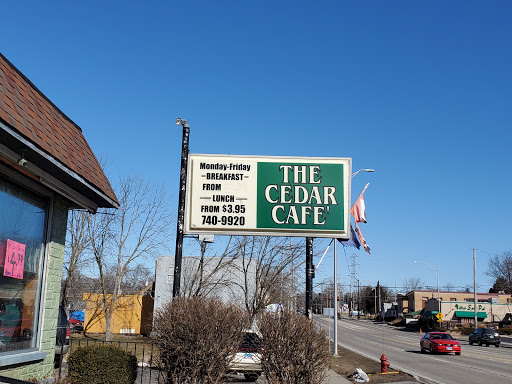 Monday-Friday
-BREAKFAST-
FROM
- LUNCH -
FROM $3.95
740-9920
THE
CEDAR
CAFE'